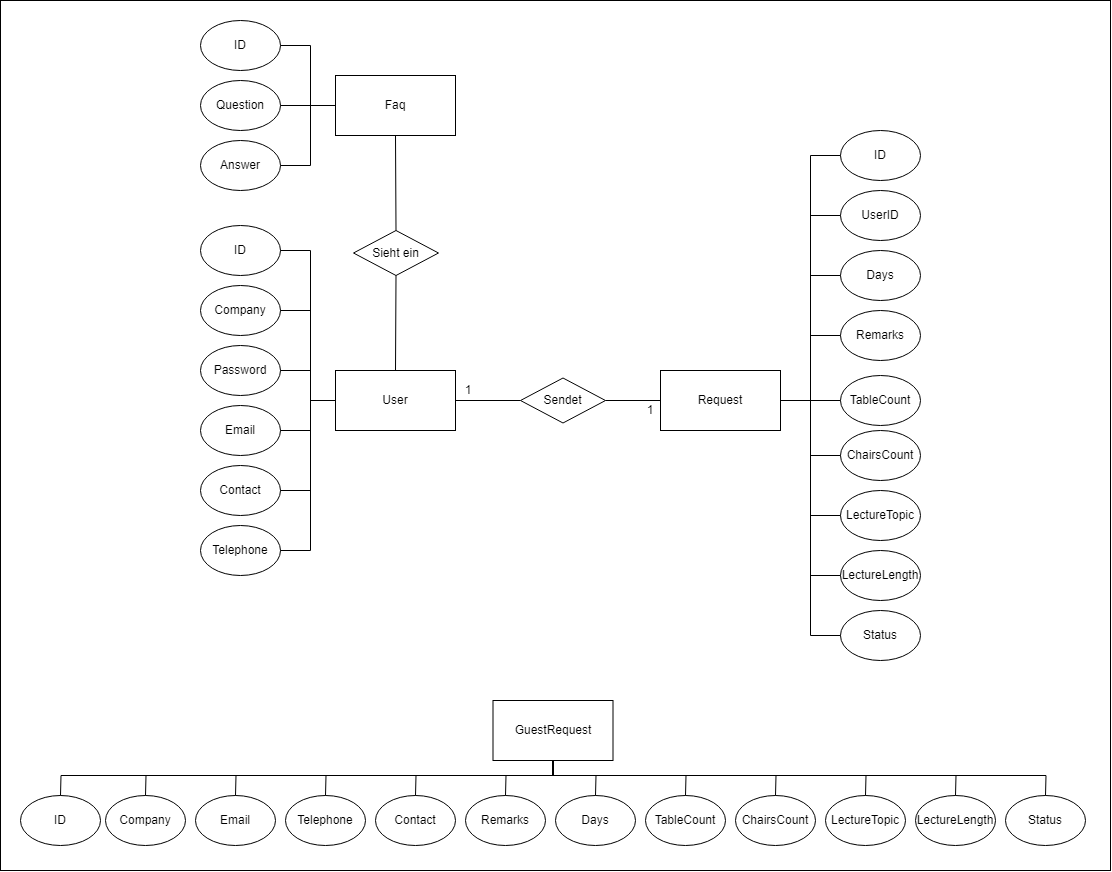 ID
Question
Answer
Faq
Sieht ein
ID
Company
Password
Email
Contact
Telephone
User
1
Sendet
1
Request
ID
UserID
Days
Remarks
TableCount
ChairsCount
LectureTopic
LectureLength
Status
GuestRequest
ID
Company
Email
Telephone
Contact
Remarks
Days
TableCount
ChairsCount
LectureTopic
LectureLength
Status